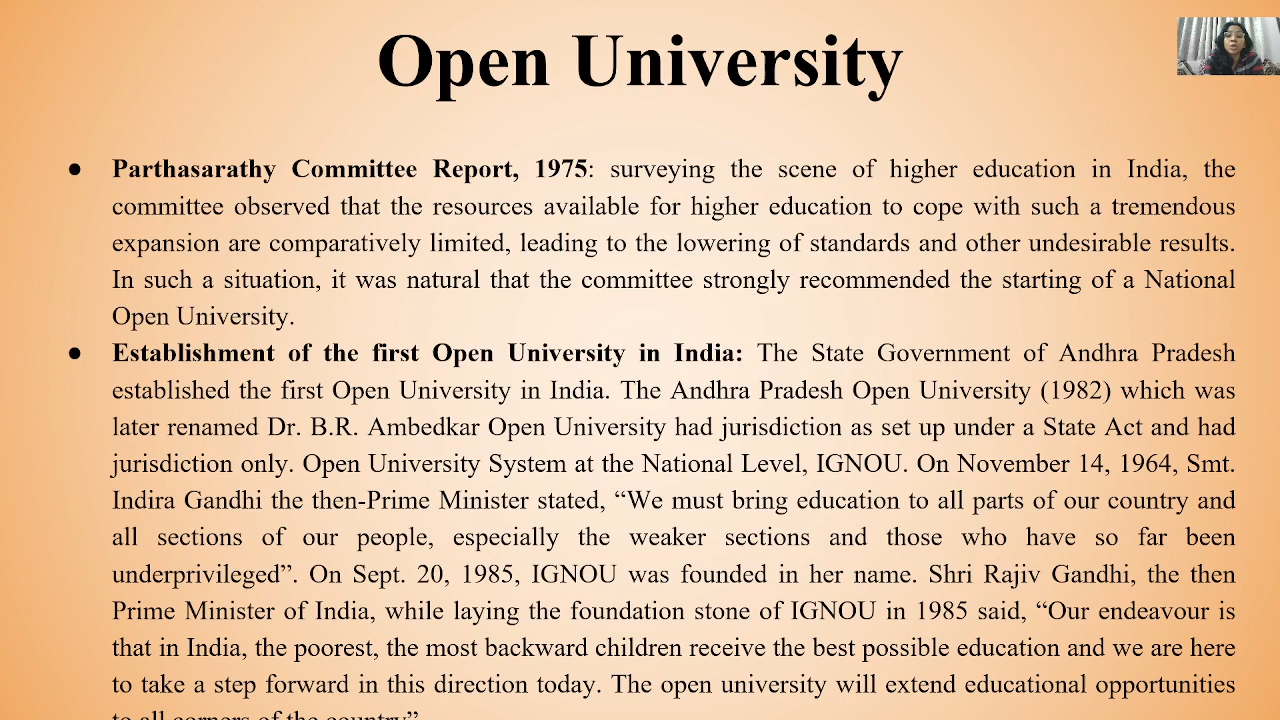 Open University
● Parthasarathy Committee Report, 1975: surveying the scene of higher education in India, the
committee observed that the resources available for higher education to cope with such a tremendous
expansion are comparatively limited, leading to the lowering of standards and other undesirable results.
In such a situation, it was natural that the committee strongly recommended the starting of a National
Open University.
● Establishment of the first Open University in India: The State Government of Andhra Pradesh
established the first Open University in India. The Andhra Pradesh Open University (1982) which was
later renamed Dr. B.R. Ambedkar Open University had jurisdiction as set up under a State Act and had
jurisdiction only. Open University System at the National Level, IGNOU. On November 14, 1964, Smt.
Indira Gandhi the then-Prime Minister stated, “We must bring education to all parts of our country and
all sections of our people, especially the weaker sections and those who have so far been
underprivileged”. On Sept. 20, 1985, IGNOU was founded in her name. Shri Rajiv Gandhi, the then
Prime Minister of India, while laying the foundation stone of IGNOU in 1985 said, “Our endeavour is
that in India, the poorest, the most backward children receive the best possible education and we are here
to take a step forward in this direction today. The open university will extend educational opportunities
to all corners of the country”